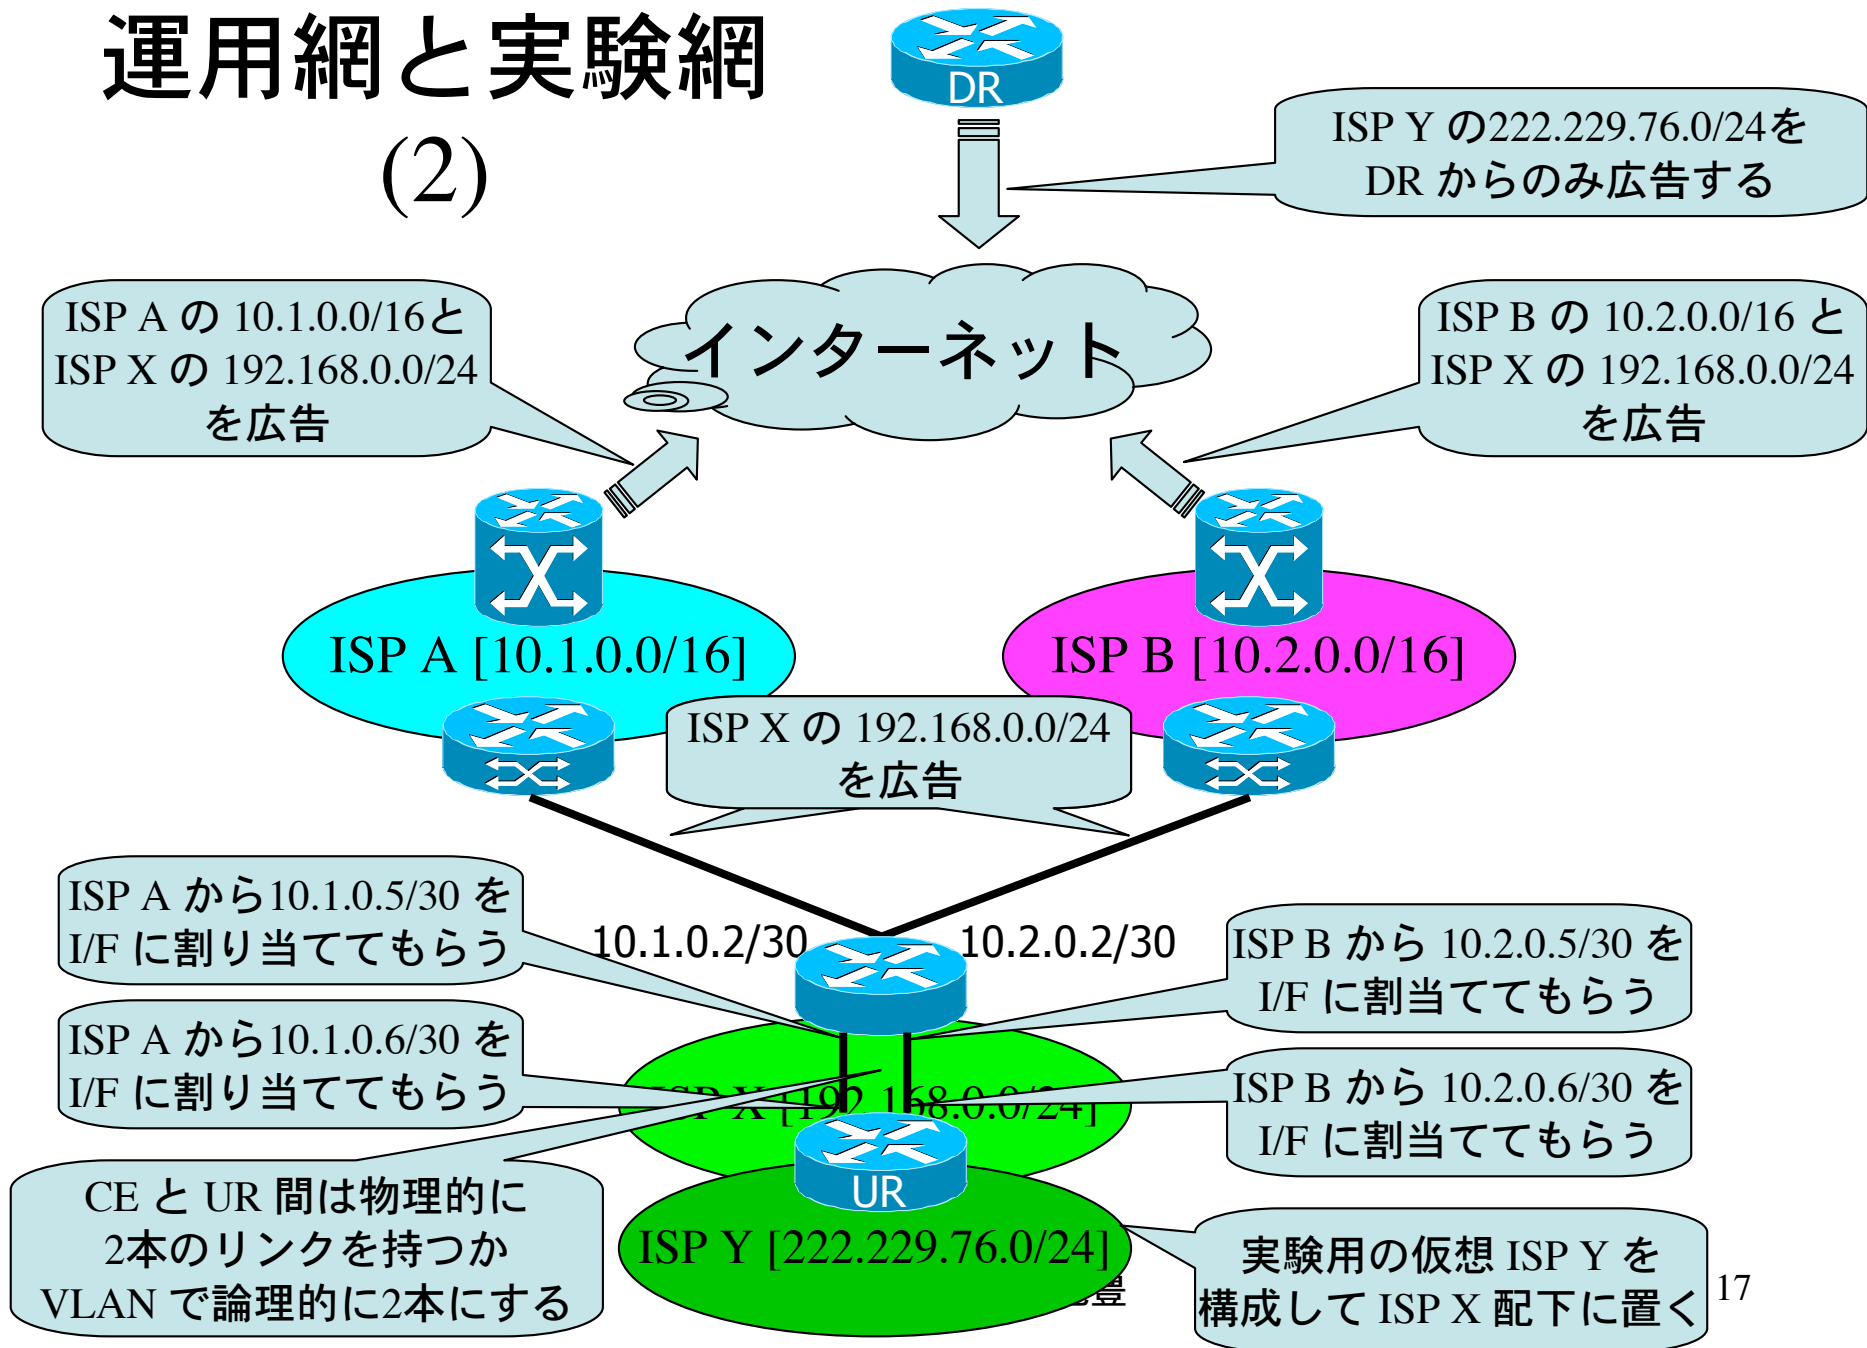 運用網と実験網
(2)
DR
ISP Y の222.229.76.0/24を
DR からのみ広告する
ISP A の 10.1.0.0/16と
ISP X の 192.168.0.0/24
を広告
インターネット
ISP B の 10.2.0.0/16 と
ISP X の 192.168.0.0/24
を広告
ISP A [10.1.0.0/16]
ISP B [10.2.0.0/16]
ISP X の 192.168.0.0/24
を広告
ISP A から10.1.0.5/30 を
I/F に割り当ててもらう
10.1.0.2/30
10.2.0.2/30
ISP B から 10.2.0.5/30 を
I/F に割当ててもらう
ISP A から10.1.0.6/30 を
I/F に割り当ててもらう
ISP X [192.168.0.0/24]
ISP B から 10.2.0.6/30 を
I/F に割当ててもらう
CE と UR 間は物理的に
2本のリンクを持つか
VLAN で論理的に2本にする
UR
ISP Y [222.229.76.0/24]
実験用の仮想 ISP Y を
構成して ISP X 配下に置く
17